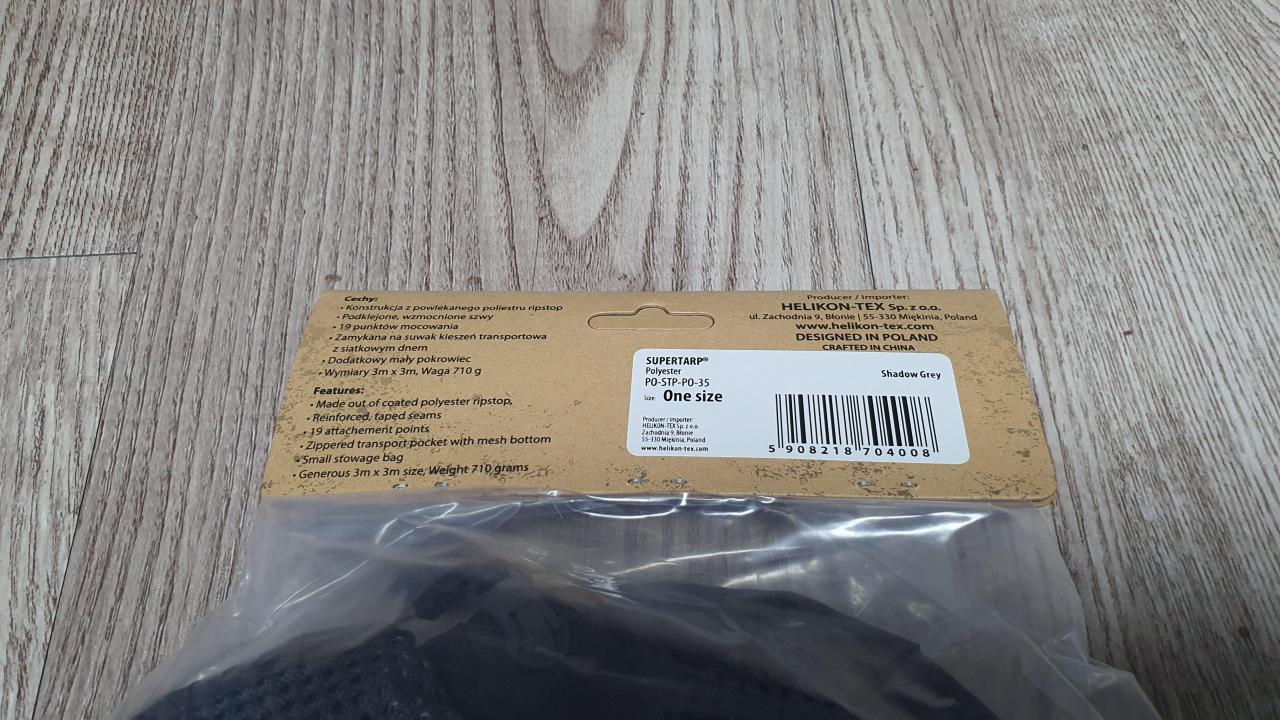 Cechy:
• Konstrukcja z powlekanego poliestru ripstop
• Podklejone, wzmocnione szwy
• 19 punktów mocowania
• Zamykana na suwak kieszeń transportowa
z siatkowym dnem
• Dodatkowy mały pokrowiec
• Wymiary 3m x 3m, Waga 710 g
Features:
• Made out of coated polyester ripstop,
• Reinforced, taped seams
• 19 attachement points
• Zippered transport pocket with mesh bottom
• Small stowage bag
• Generous 3m x 3m size, Weight 710 grams
Producer / Importer:
HELIKON-TEX Sp. z o.o.
ul. Zachodnia 9, Błonie | 55-330 Miękinia, Poland
www.helikon-tex.com
DESIGNED IN POLAND
CRAFTED IN CHINA
SUPERTARP®
Polyester
PO-STP-PO-35
Size: One size
Shadow Grey
Producer / Importer:
HELIKON-TEX Sp. z o.o.
Zachodnia 9, Błonie
55-330 Miękinia, Poland
www.helikon-tex.com
5 908218 704008